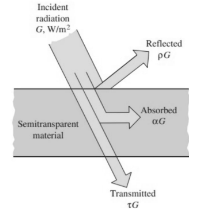 Incident
radiation
G, W/m²
Reflected
ρG
Semitransparent
material
Absorbed
αG
Transmitted
τG